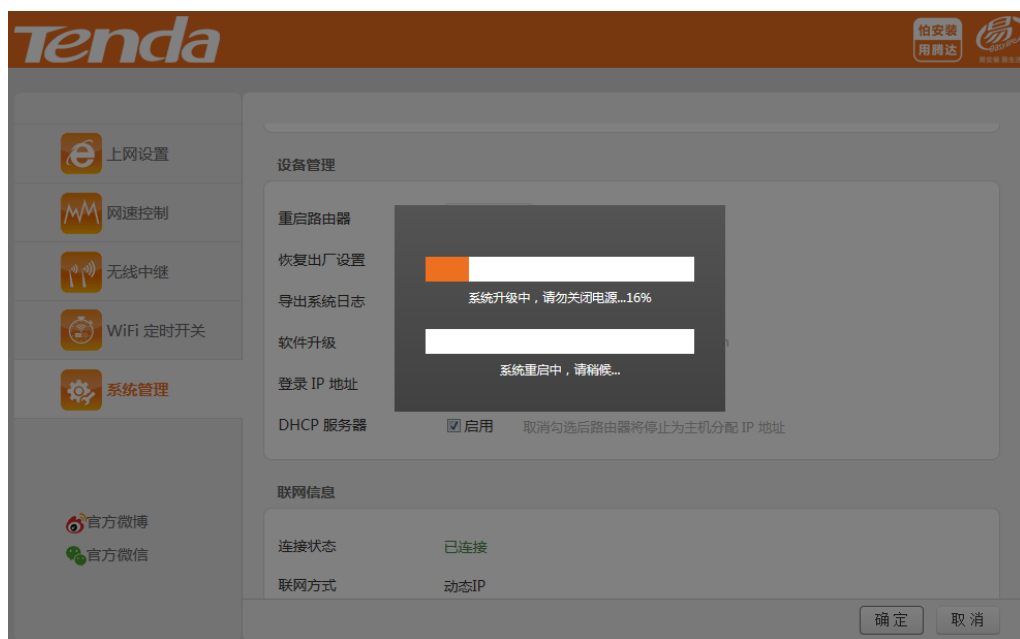 Tenda
怕安装
用腾达
易
上网设置
网速控制
无线中继
WiFi 定时开关
系统管理
官方微博
官方微信
设备管理
重启路由器
恢复出厂设置
导出系统日志
软件升级
登录 IP 地址
DHCP 服务器
启用
取消勾选后路由器将停止为主机分配 IP 地址
系统升级中，请勿关闭电源...16%
系统重启中，请稍候...
联网信息
连接状态
已连接
联网方式
动态IP
确定
取消